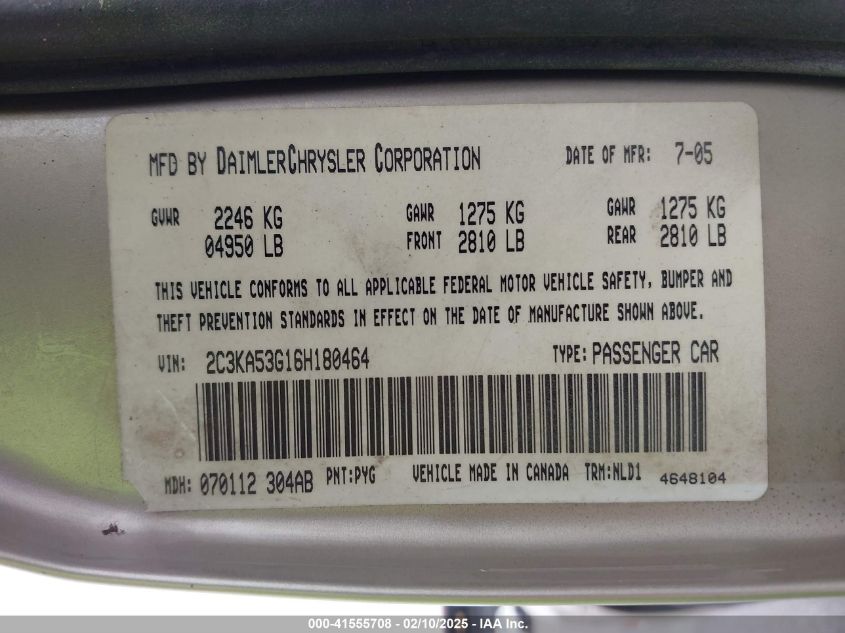 MFD BY DAIMLERCHRYSLER CORPORATION DATE OF MFR: 7-05
GVWR 2246 KG GAWR 1275 KG GAWR 1275 KG
04950 LB FRONT 2810 LB REAR 2810 LB
THIS VEHICLE CONFORMS TO ALL APPLICABLE FEDERAL MOTOR VEHICLE SAFETY, BUMPER AND
THEFT PREVENTION STANDARDS IN EFFECT ON THE DATE OF MANUFACTURE SHOWN ABOVE.
VIN: 2C3KA53G16H180464 TYPE: PASSENGER CAR
MDH: 070112 304AB PNT:PYG VEHICLE MADE IN CANADA TRM:NLD1 4648104
000-41555708 - 02/10/2025 - IAA Inc.